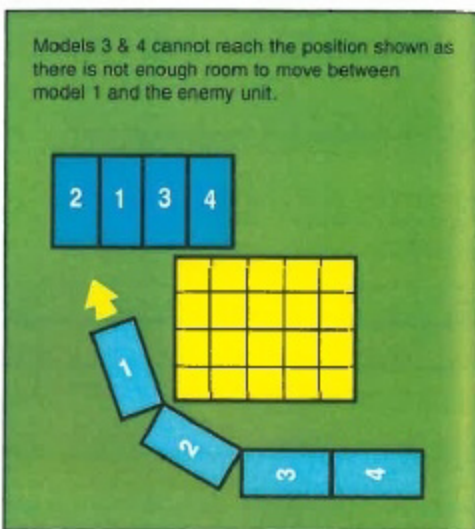 Models 3 & 4 cannot reach the position shown as
there is not enough room to move between
model 1 and the enemy unit.
2 1 3 4
1
2
3 4